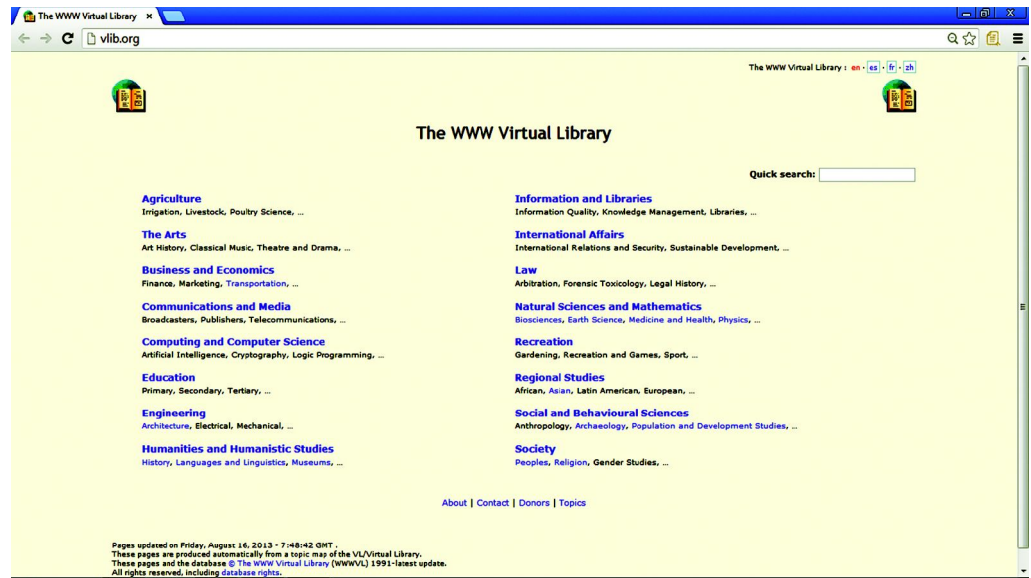 The WWW Virtual Library
vlib.org
The WWW Virtual Library : en · es · fr · zh
The WWW Virtual Library
Quick search:
Agriculture
Irrigation, Livestock, Poultry Science, ...
The Arts
Art History, Classical Music, Theatre and Drama, ...
Business and Economics
Finance, Marketing, Transportation, ...
Communications and Media
Broadcasters, Publishers, Telecommunications, ...
Computing and Computer Science
Artificial Intelligence, Cryptography, Logic Programming, ...
Education
Primary, Secondary, Tertiary, ...
Engineering
Architecture, Electrical, Mechanical, ...
Humanities and Humanistic Studies
History, Languages and Linguistics, Museums, ...
Information and Libraries
Information Quality, Knowledge Management, Libraries, ...
International Affairs
International Relations and Security, Sustainable Development, ...
Law
Arbitration, Forensic Toxicology, Legal History, ...
Natural Sciences and Mathematics
Biosciences, Earth Science, Medicine and Health, Physics, ...
Recreation
Gardening, Recreation and Games, Sport, ...
Regional Studies
African, Asian, Latin American, European, ...
Social and Behavioural Sciences
Anthropology, Archaeology, Population and Development Studies, ...
Society
Peoples, Religion, Gender Studies, ...
About | Contact | Donors | Topics
Pages updated on Friday, August 16, 2013 - 7:48:42 GMT .
These pages are produced automatically from a topic map of the VL/Virtual Library.
These pages and the database © The WWW Virtual Library (WWWVL) 1991-latest update.
All rights reserved, including database rights.